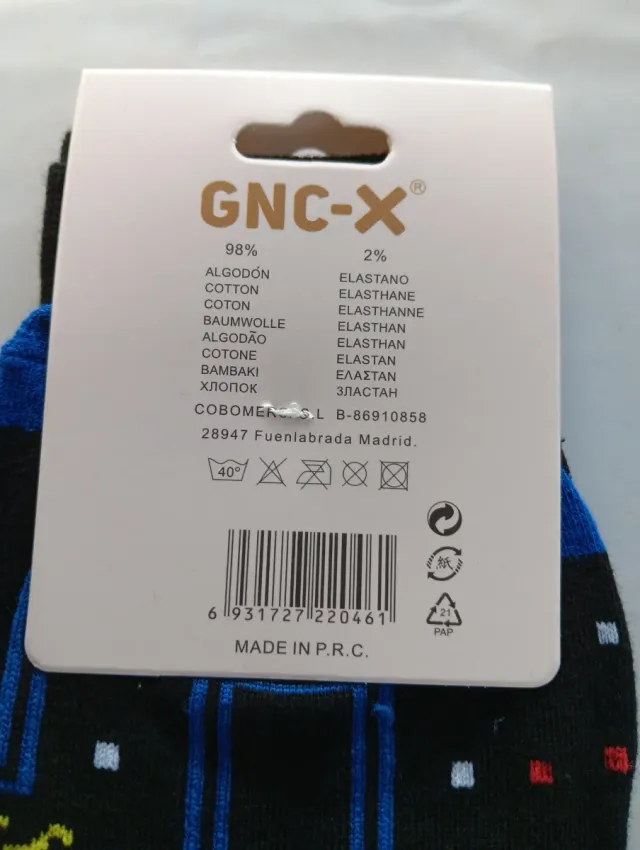 GNC-X®
98% 2%
ALGODÓN ELASTANO
COTTON ELASTHANE
COTON ELASTHANNE
BAUMWOLLE ELASTHAN
ALGODÃO ELASTHAN
COTONE ELASTAN
BAMBAKI ΕΛΑΣΤΑΝ
ХЛОПОК ЗЛАСТАН
S.L B-86910858
28947 Fuenlabrada Madrid.
40°
紙
21
PAP
6 931727 220461
MADE IN P.R.C.